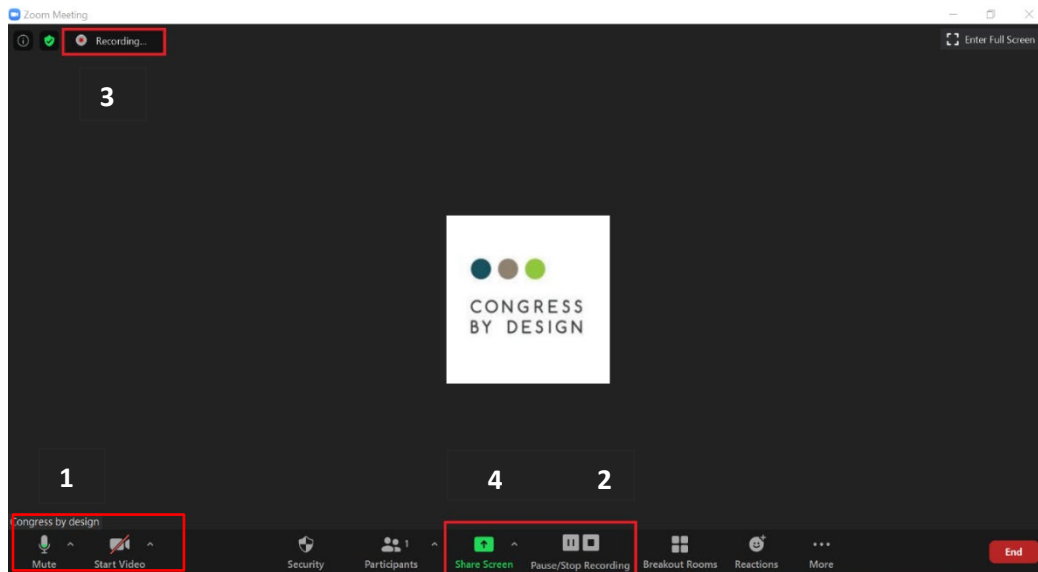 Zoom Meeting
Recording...
Enter Full Screen
3
CONGRESS
BY DESIGN
1
4
2
Congress by design
Mute
Start Video
Security
Participants
1
Share Screen
Pause/Stop Recording
Breakout Rooms
Reactions
More
End